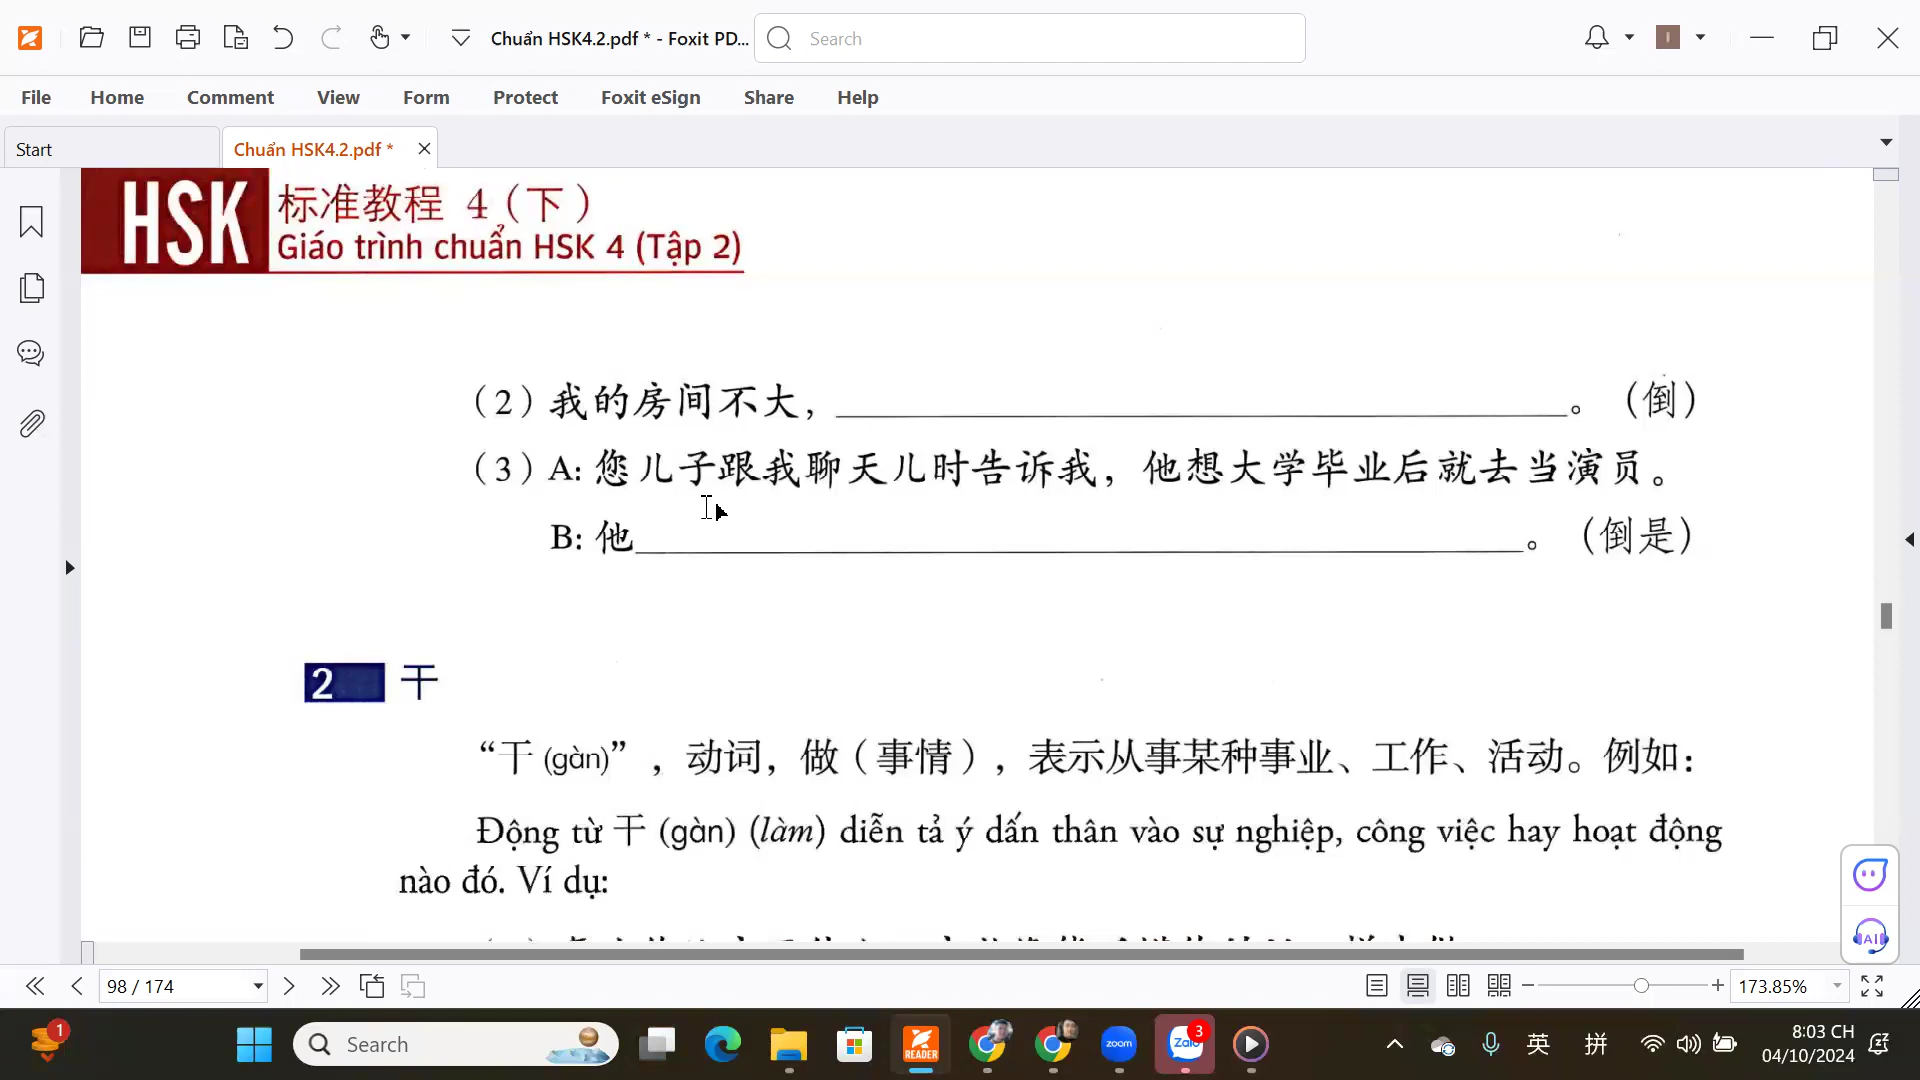 Chuẩn HSK4.2.pdf * - Foxit PD...
Search
File Home Comment View Form Protect Foxit eSign Share Help
Start
Chuẩn HSK4.2.pdf *
HSK
标准教程 4（下）
Giáo trình chuẩn HSK 4 (Tập 2)
（2）我的房间不大，______。（倒）
（3）A: 您儿子跟我聊天儿时告诉我，他想大学毕业后就去当演员。
B: 他______。（倒是）
2 干
“干 (gàn)”，动词，做（事情），表示从事某种事业、工作、活动。例如：
Động từ 干 (gàn) (làm) diễn tả ý dấn thân vào sự nghiệp, công việc hay hoạt động
nào đó. Ví dụ:
AI
98 / 174
173.85%
1
Search
READER
zoom
Zalo
3
英
拼
8:03 CH
04/10/2024